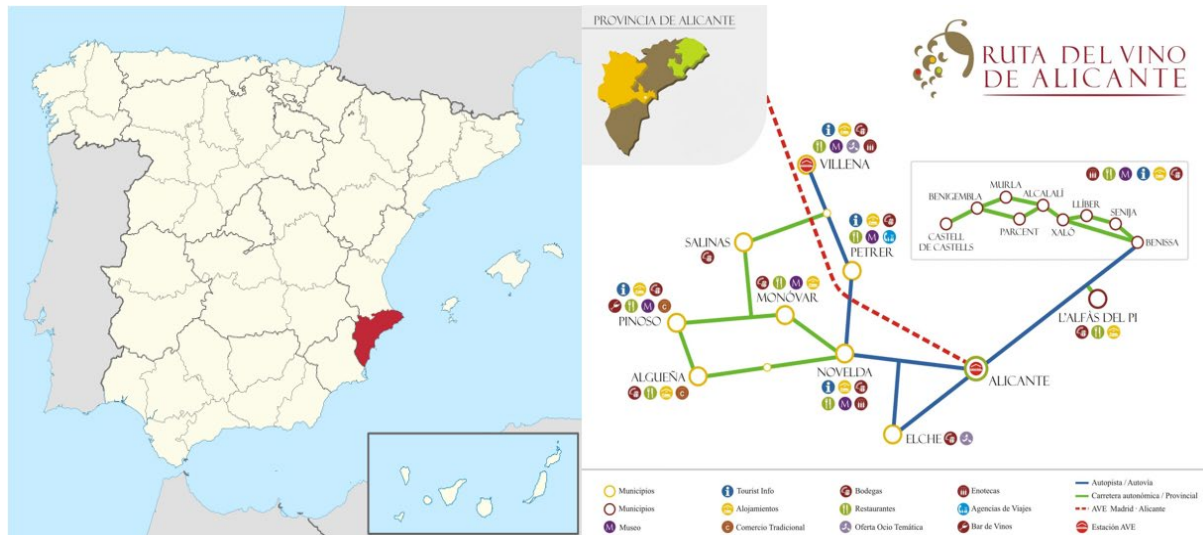 PROVINCIA DE ALICANTE
RUTA DEL VINO
DE ALICANTE
VILLENA
PETRER
SALINAS
MONÓVAR
PINOSO
ALGUEÑA
NOVELDA
ALICANTE
ELCHE
L'ALFÀS DEL PI
BENIGEMBLA
MURLA
ALCALALÍ
LLÍBER
SENIJA
CASTELL
DE CASTELLS
PARCENT
XALÓ
BENISSA
Municipios
Tourist Info
Bodegas
Enotecas
Autopista / Autovía
Municipios
Alojamientos
Restaurantes
Agencias de Viajes
Carretera autonómica / Provincial
AVE Madrid - Alicante
M Museo
C Comercio Tradicional
Oferta Ocio Temática
Bar de Vinos
Estación AVE